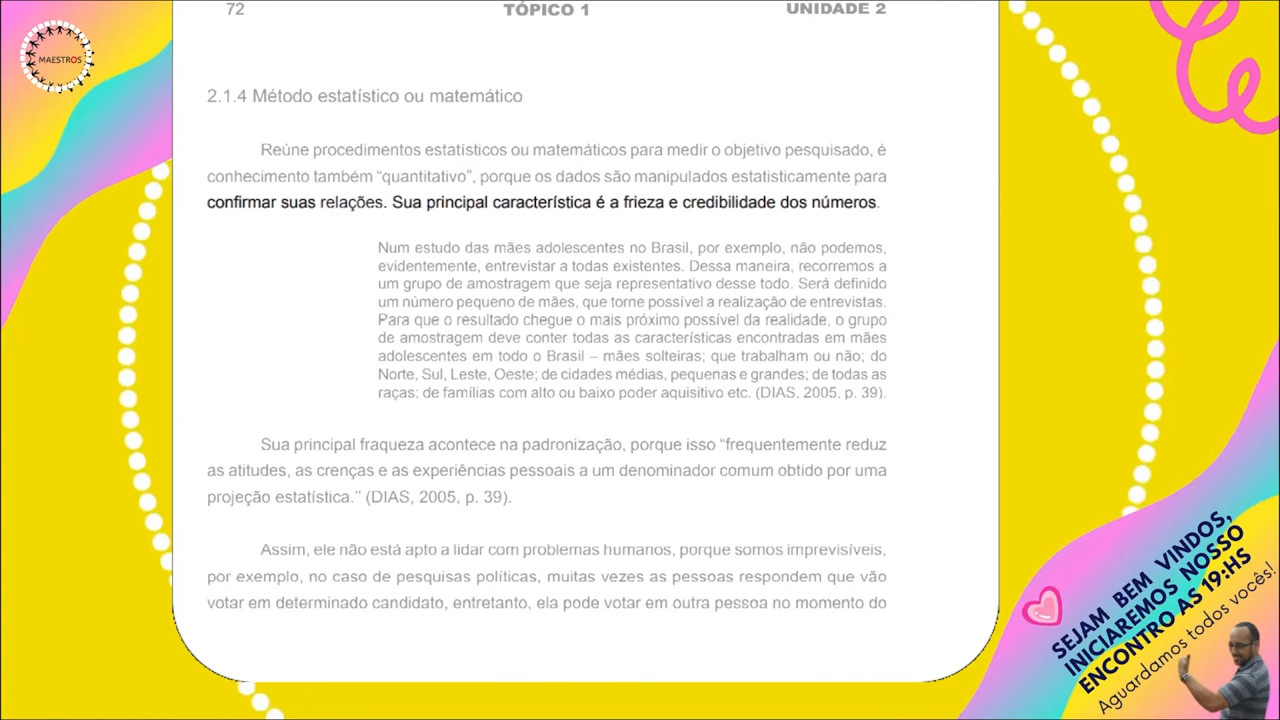 MAESTROS
72 TÓPICO 1 UNIDADE 2
2.1.4 Método estatístico ou matemático
Reúne procedimentos estatísticos ou matemáticos para medir o objetivo pesquisado, é
conhecimento também “quantitativo”, porque os dados são manipulados estatisticamente para
confirmar suas relações. Sua principal característica é a frieza e credibilidade dos números.
Num estudo das mães adolescentes no Brasil, por exemplo, não podemos,
evidentemente, entrevistar a todas existentes. Dessa maneira, recorremos a
um grupo de amostragem que seja representativo desse todo. Será definido
um número pequeno de mães, que torne possível a realização de entrevistas.
Para que o resultado chegue o mais próximo possível da realidade, o grupo
de amostragem deve conter todas as características encontradas em mães
adolescentes em todo o Brasil – mães solteiras; que trabalham ou não; do
Norte, Sul, Leste, Oeste; de cidades médias, pequenas e grandes; de todas as
raças; de famílias com alto ou baixo poder aquisitivo etc. (DIAS, 2005, p. 39).
Sua principal fraqueza acontece na padronização, porque isso “frequentemente reduz
as atitudes, as crenças e as experiências pessoais a um denominador comum obtido por uma
projeção estatística.” (DIAS, 2005, p. 39).
Assim, ele não está apto a lidar com problemas humanos, porque somos imprevisíveis,
por exemplo, no caso de pesquisas políticas, muitas vezes as pessoas respondem que vão
votar em determinado candidato, entretanto, ela pode votar em outra pessoa no momento do
SEJAM BEM VINDOS,
INICIAREMOS NOSSO
ENCONTRO AS 19:HS
Aguardamos todos vocês!